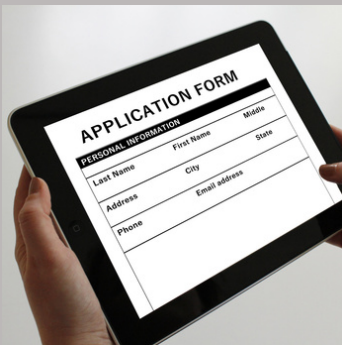 APPLICATION FORM
PERSONAL INFORMATION
Last Name First Name Middle
Address City State
Phone Email address